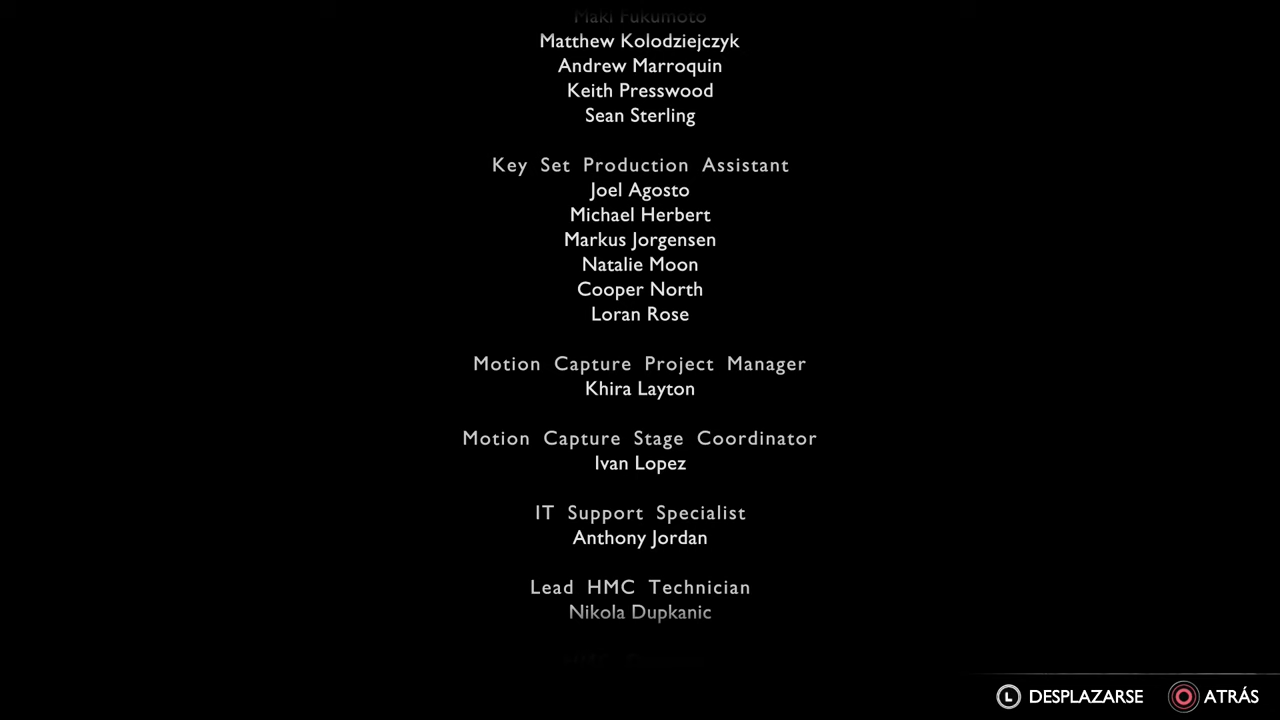 Maki Fukumoto
Matthew Kolodziejczyk
Andrew Marroquin
Keith Presswood
Sean Sterling
Key Set Production Assistant
Joel Agosto
Michael Herbert
Markus Jorgensen
Natalie Moon
Cooper North
Loran Rose
Motion Capture Project Manager
Khira Layton
Motion Capture Stage Coordinator
Ivan Lopez
IT Support Specialist
Anthony Jordan
Lead HMC Technician
Nikola Dupkanic
L DESPLAZARSE ATRÁS